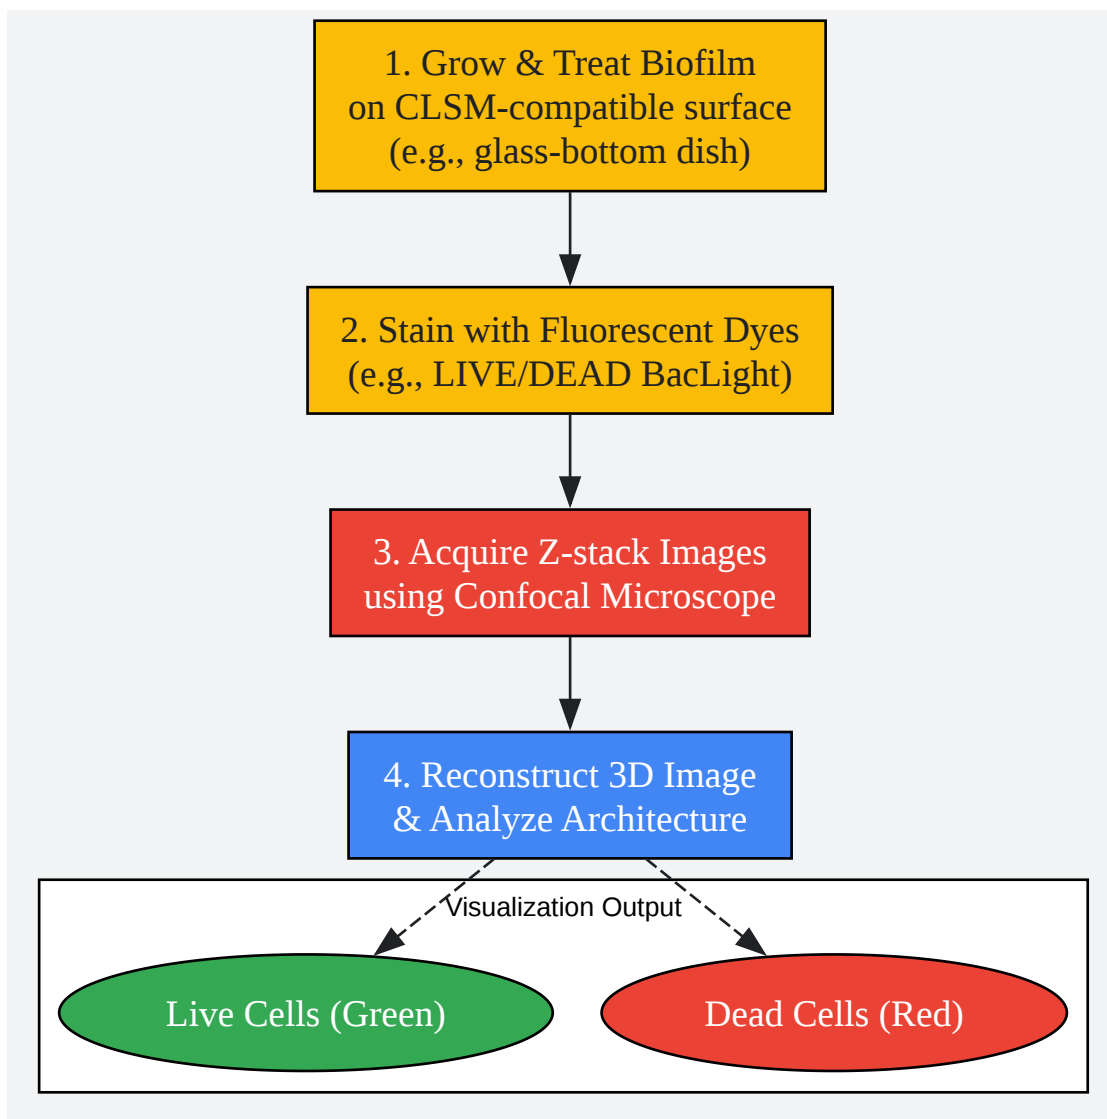 1. Grow & Treat Biofilm
on CLSM-compatible surface
(e.g., glass-bottom dish)
2. Stain with Fluorescent Dyes
(e.g., LIVE/DEAD BacLight)
3. Acquire Z-stack Images
using Confocal Microscope
4. Reconstruct 3D Image
& Analyze Architecture
Visualization Output
Live Cells (Green)
Dead Cells (Red)